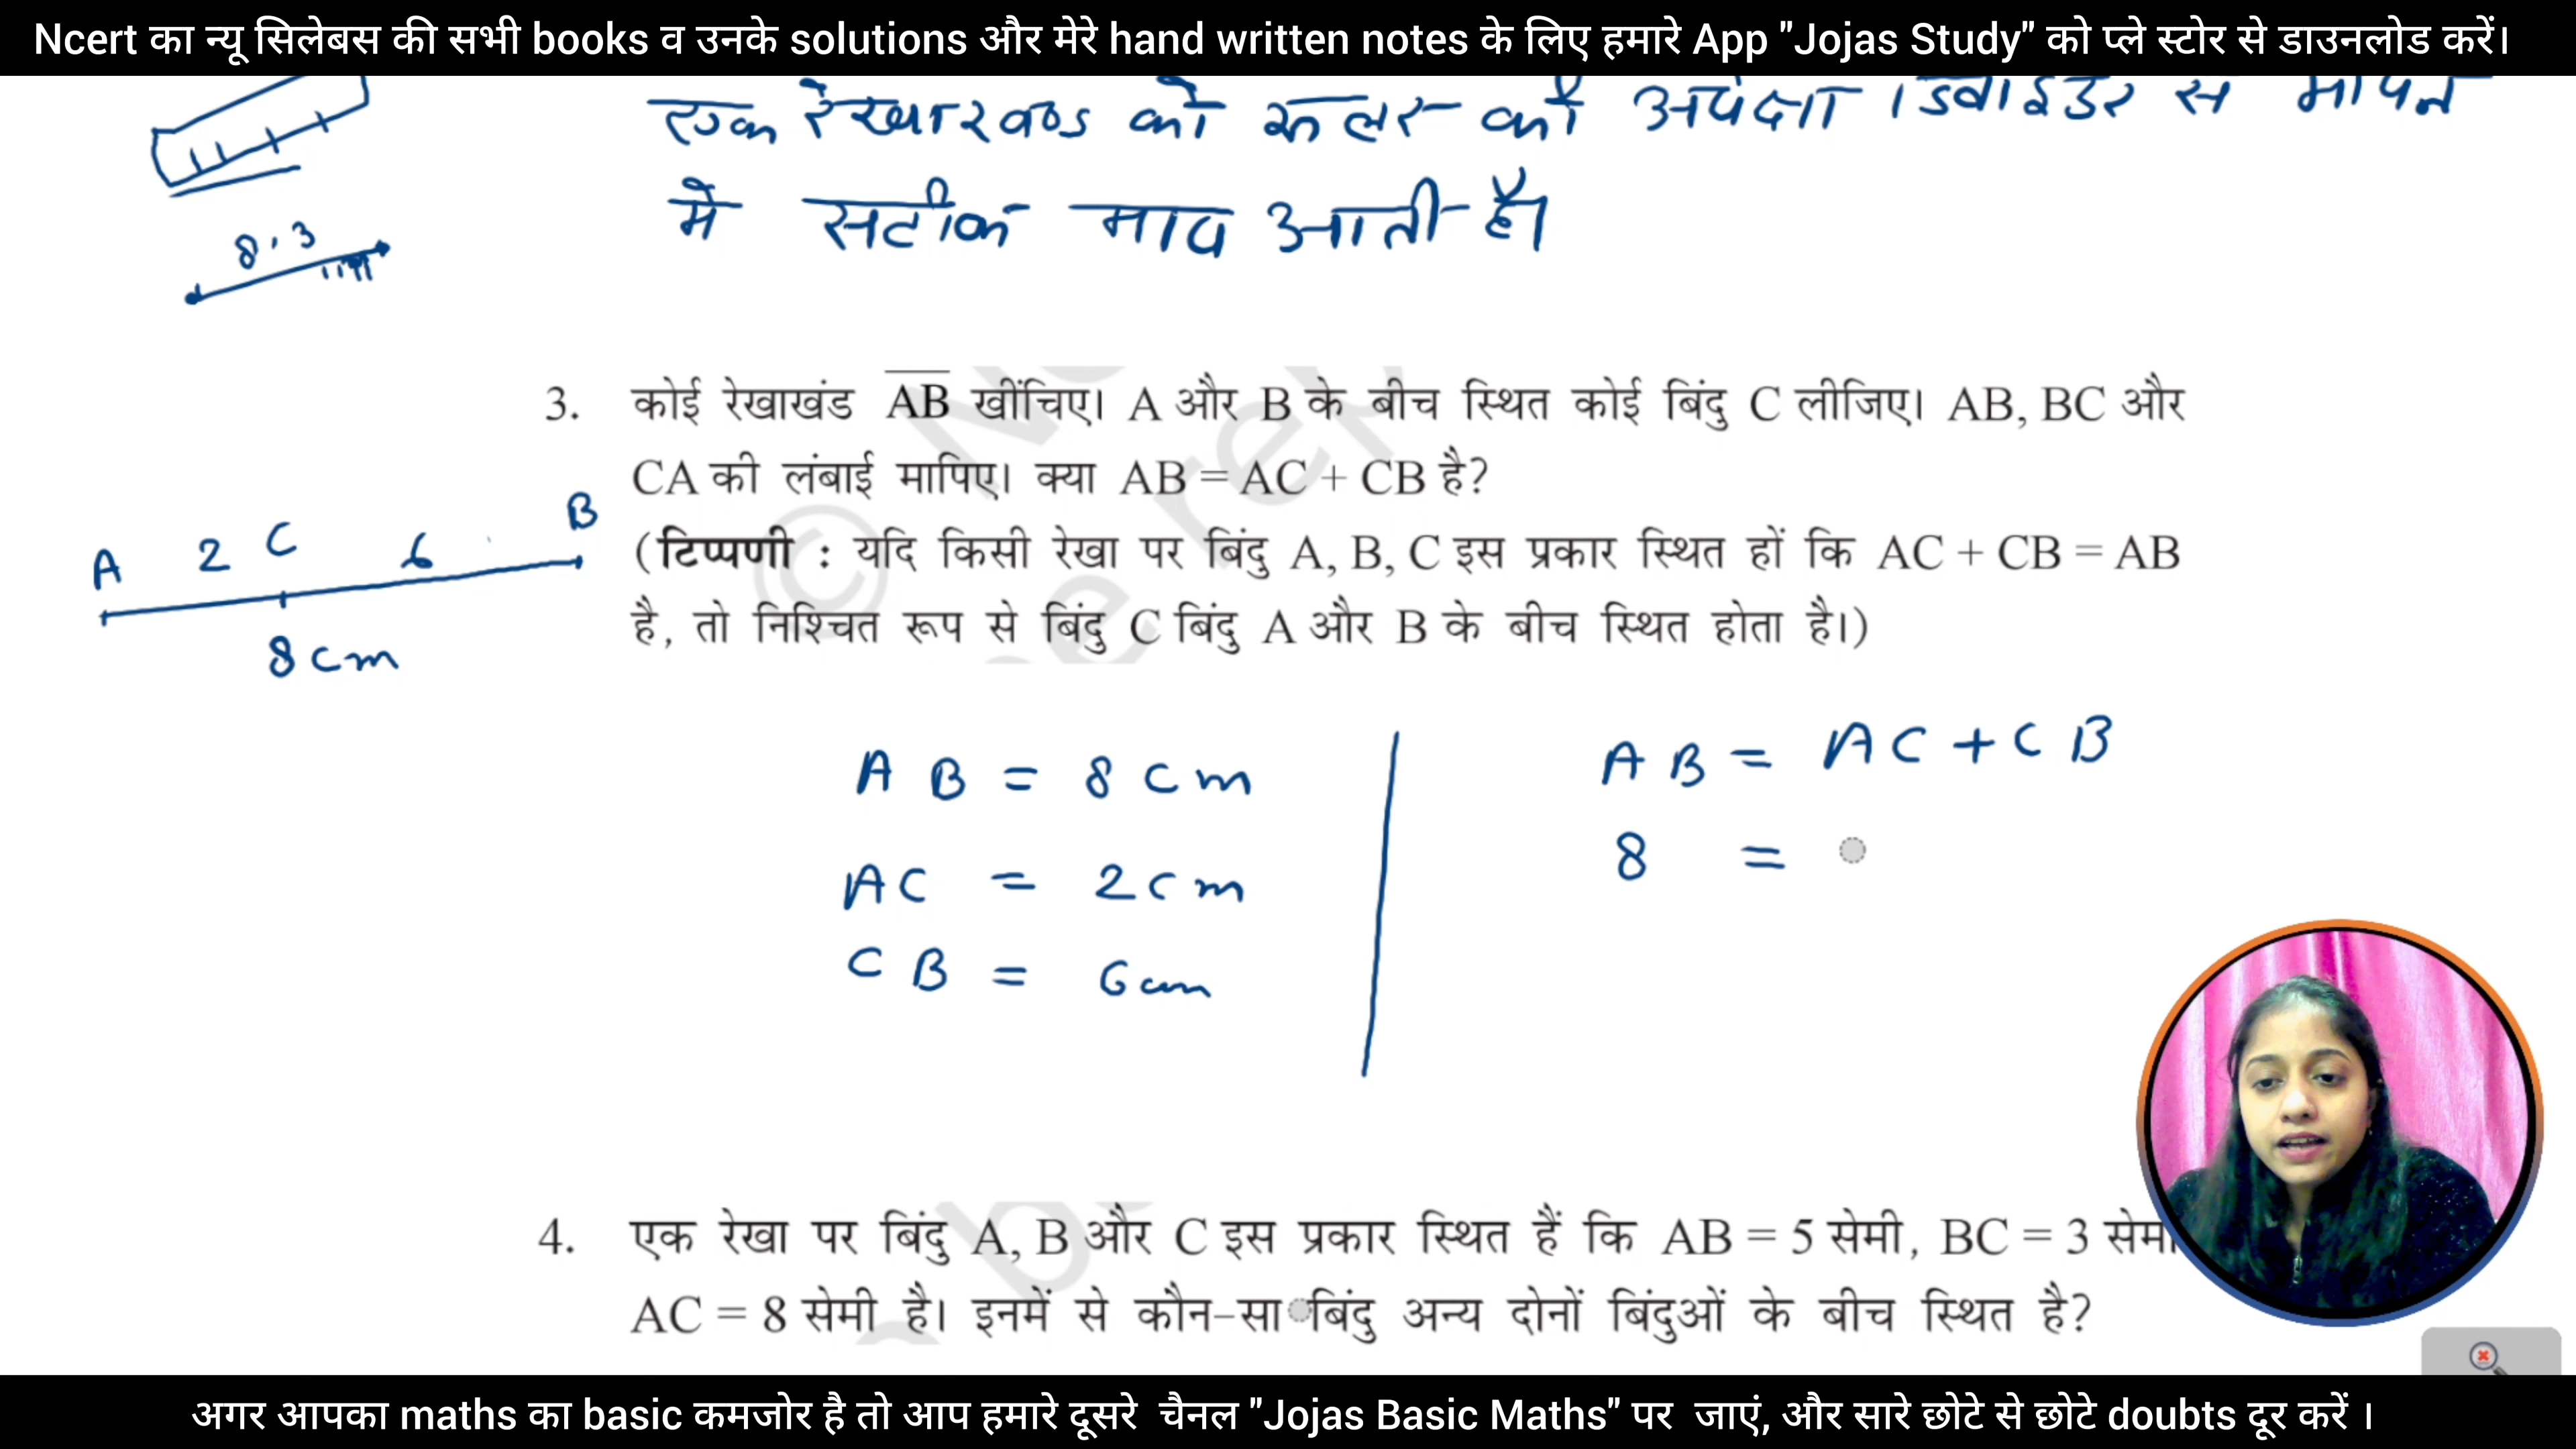 Ncert का न्यू सिलेबस की सभी books व उनके solutions और मेरे hand written notes के लिए हमारे App "Jojas Study" को प्ले स्टोर से डाउनलोड करें।
एक रेखाखण्ड को रूलर की अपेक्षा डिवाइडर से मापने
में सटीक माप आती है।
8.3
3. कोई रेखाखंड AB खींचिए। A और B के बीच स्थित कोई बिंदु C लीजिए। AB, BC और
CA की लंबाई मापिए। क्या AB = AC + CB है?
(टिप्पणी : यदि किसी रेखा पर बिंदु A, B, C इस प्रकार स्थित हों कि AC + CB = AB
है, तो निश्चित रूप से बिंदु C बिंदु A और B के बीच स्थित होता है।)
A 2 C 6 B
8 cm
AB = 8 cm
AC = 2 cm
CB = 6 cm
AB = AC + CB
8 =
4. एक रेखा पर बिंदु A, B और C इस प्रकार स्थित हैं कि AB = 5 सेमी, BC = 3 सेमी
AC = 8 सेमी है। इनमें से कौन-सा बिंदु अन्य दोनों बिंदुओं के बीच स्थित है?
अगर आपका maths का basic कमजोर है तो आप हमारे दूसरे चैनल "Jojas Basic Maths" पर जाएं, और सारे छोटे से छोटे doubts दूर करें ।